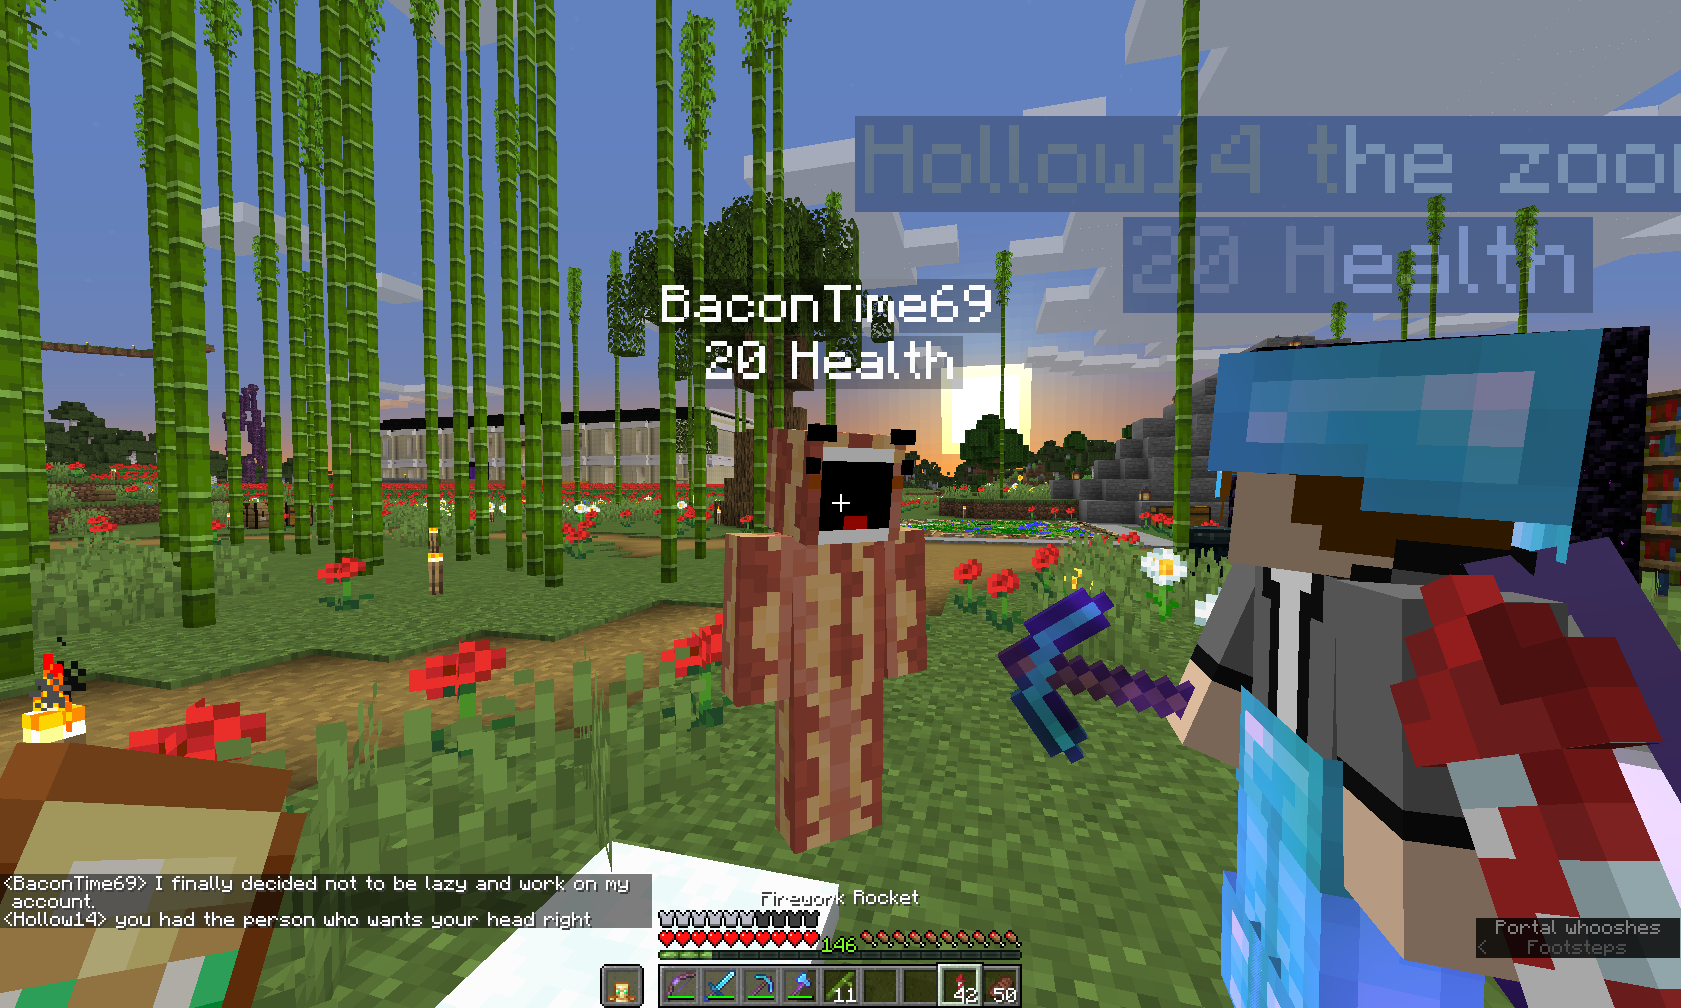 Hollow14 the zoo
20 Health
BaconTime69
20 Health
<BaconTime69> I finally decided not to be lazy and work on my
account.
<Hollow14> you had the person who wants your head right
Firework Rocket
146
11
42
50
Portal whooshes
< Footsteps